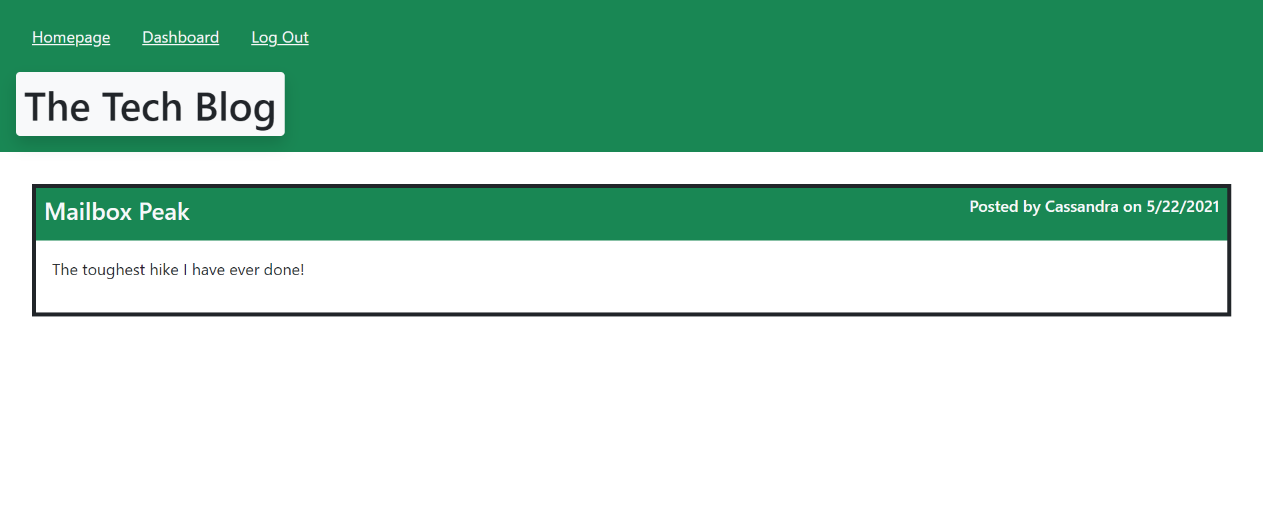 Homepage Dashboard Log Out
The Tech Blog
Mailbox Peak Posted by Cassandra on 5/22/2021
The toughest hike I have ever done!